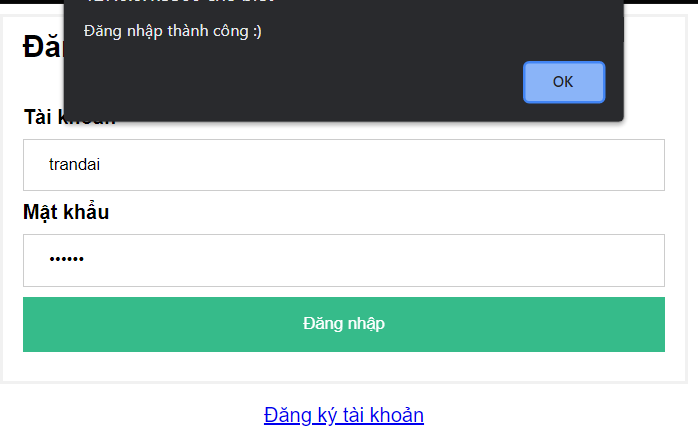 Đăng nhập thành công :)
OK
Tài khoản
trandai
Mật khẩu
••••••
Đăng nhập
Đăng ký tài khoản